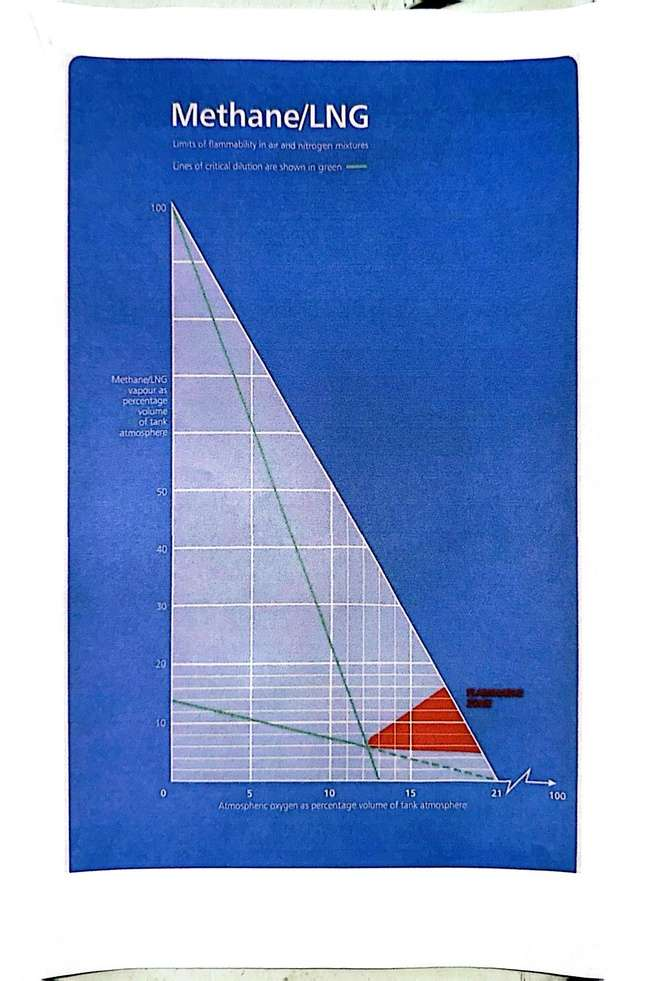 Methane/LNG
Limits of flammability in air and nitrogen mixtures
Lines of critical dilution are shown in green
100
Methane/LNG
vapour as
percentage
volume
of tank
atmosphere
50
40
30
20
10
FLAMMABLE
ZONE
0 5 10 15 21 100
Atmospheric oxygen as percentage volume of tank atmosphere